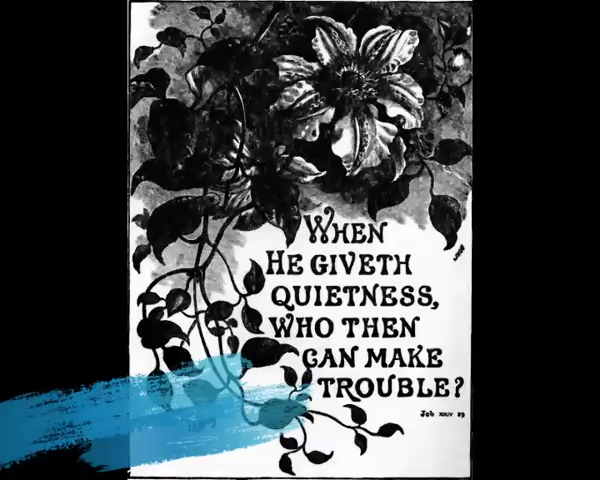 WHEN
HE GIVETH
QUIETNESS,
WHO THEN
CAN MAKE
TROUBLE?
Job XXXIV 29